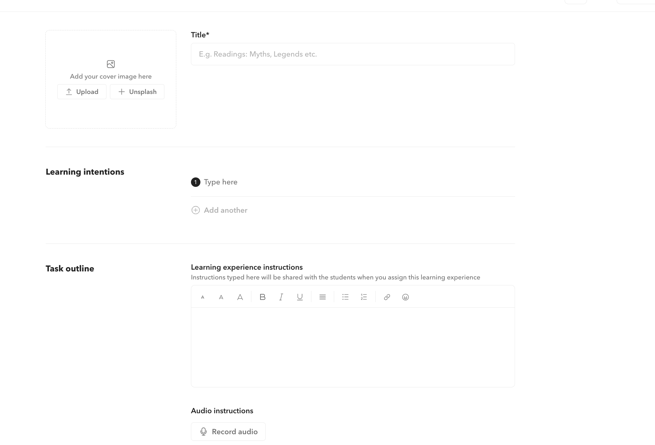 Title*
E.g. Readings: Myths, Legends etc.
Add your cover image here
Upload
Unsplash
Learning intentions
1 Type here
Add another
Task outline
Learning experience instructions
Instructions typed here will be shared with the students when you assign this learning experience
A A A B I U
Audio instructions
Record audio